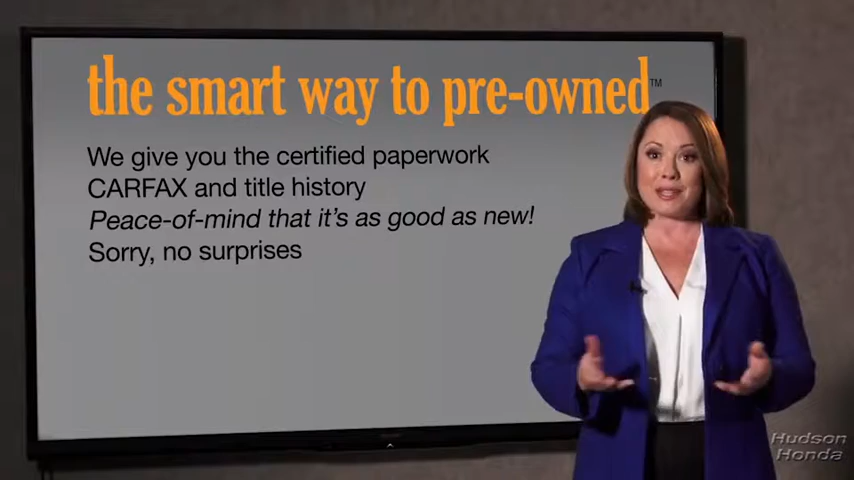 the smart way to pre-owned™
We give you the certified paperwork
CARFAX and title history
Peace-of-mind that it's as good as new!
Sorry, no surprises
Hudson
Honda